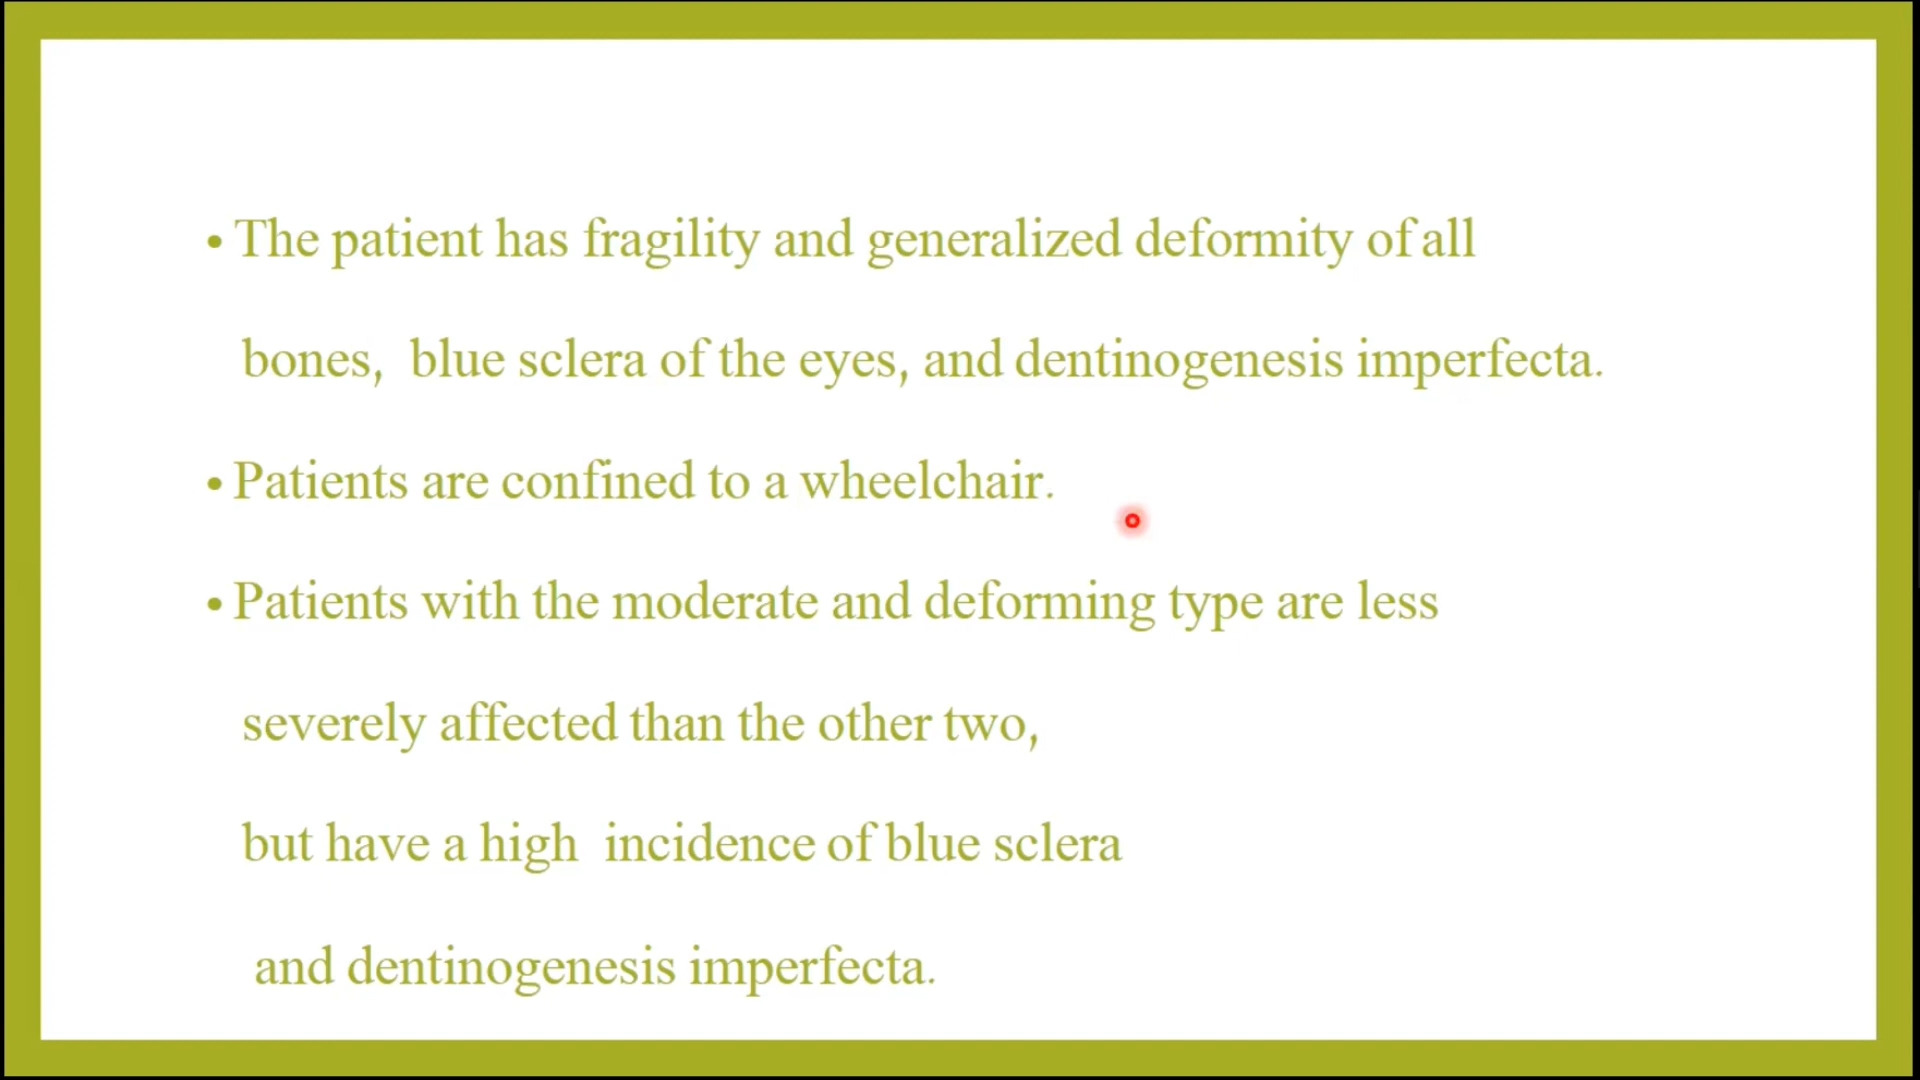 • The patient has fragility and generalized deformity of all
bones, blue sclera of the eyes, and dentinogenesis imperfecta.
• Patients are confined to a wheelchair.
• Patients with the moderate and deforming type are less
severely affected than the other two,
but have a high incidence of blue sclera
and dentinogenesis imperfecta.